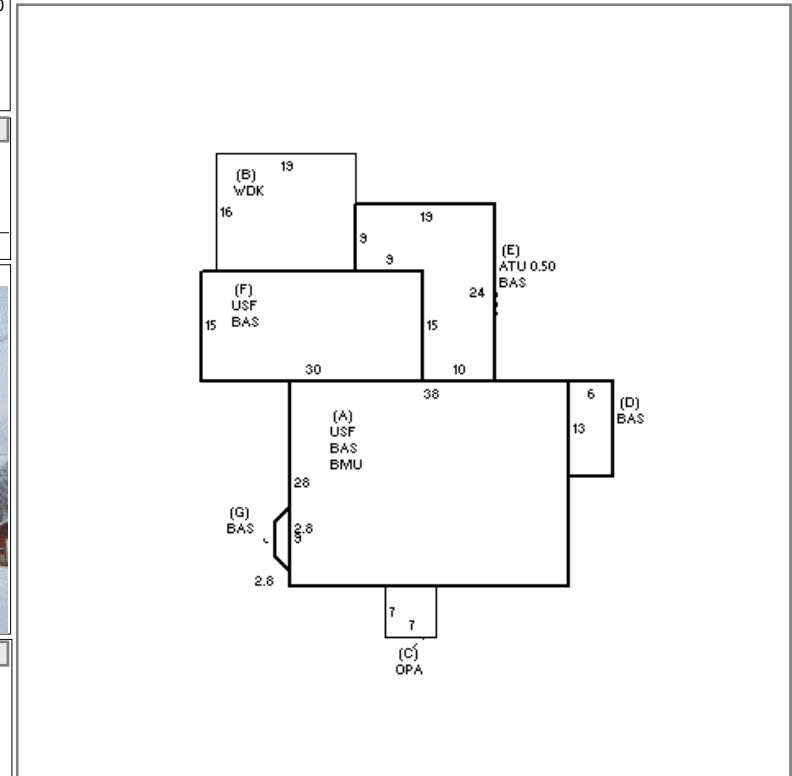 19
(B)
WDK
16
19
9
(E)
ATU 0.50
BAS
9
24
(F)
USF
BAS
15
15
30
10
38
6
(D)
BAS
13
(A)
USF
BAS
BMU
28
(G)
BAS
2.8
9
2.8
7
7
(C)
OPA